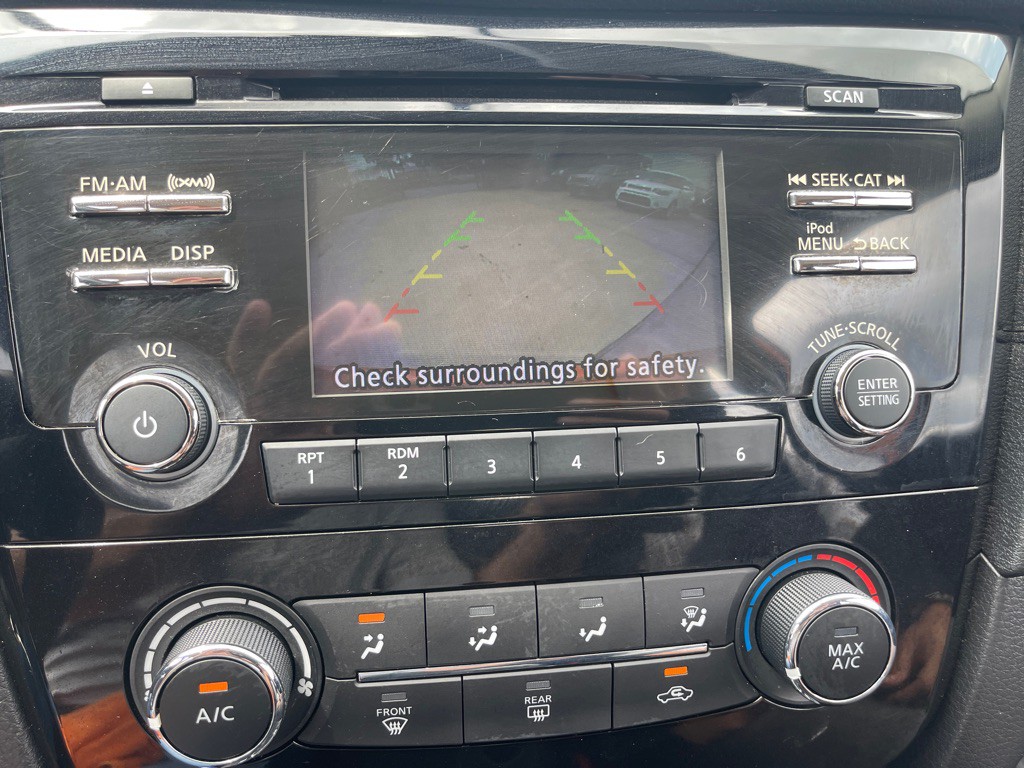 SCAN
FM·AM
((XM))
SEEK·CAT
MEDIA
DISP
iPod
MENU
BACK
VOL
TUNE·SCROLL
ENTER
SETTING
Check surroundings for safety.
RPT
1
RDM
2
3
4
5
6
A/C
MAX
A/C
FRONT
REAR